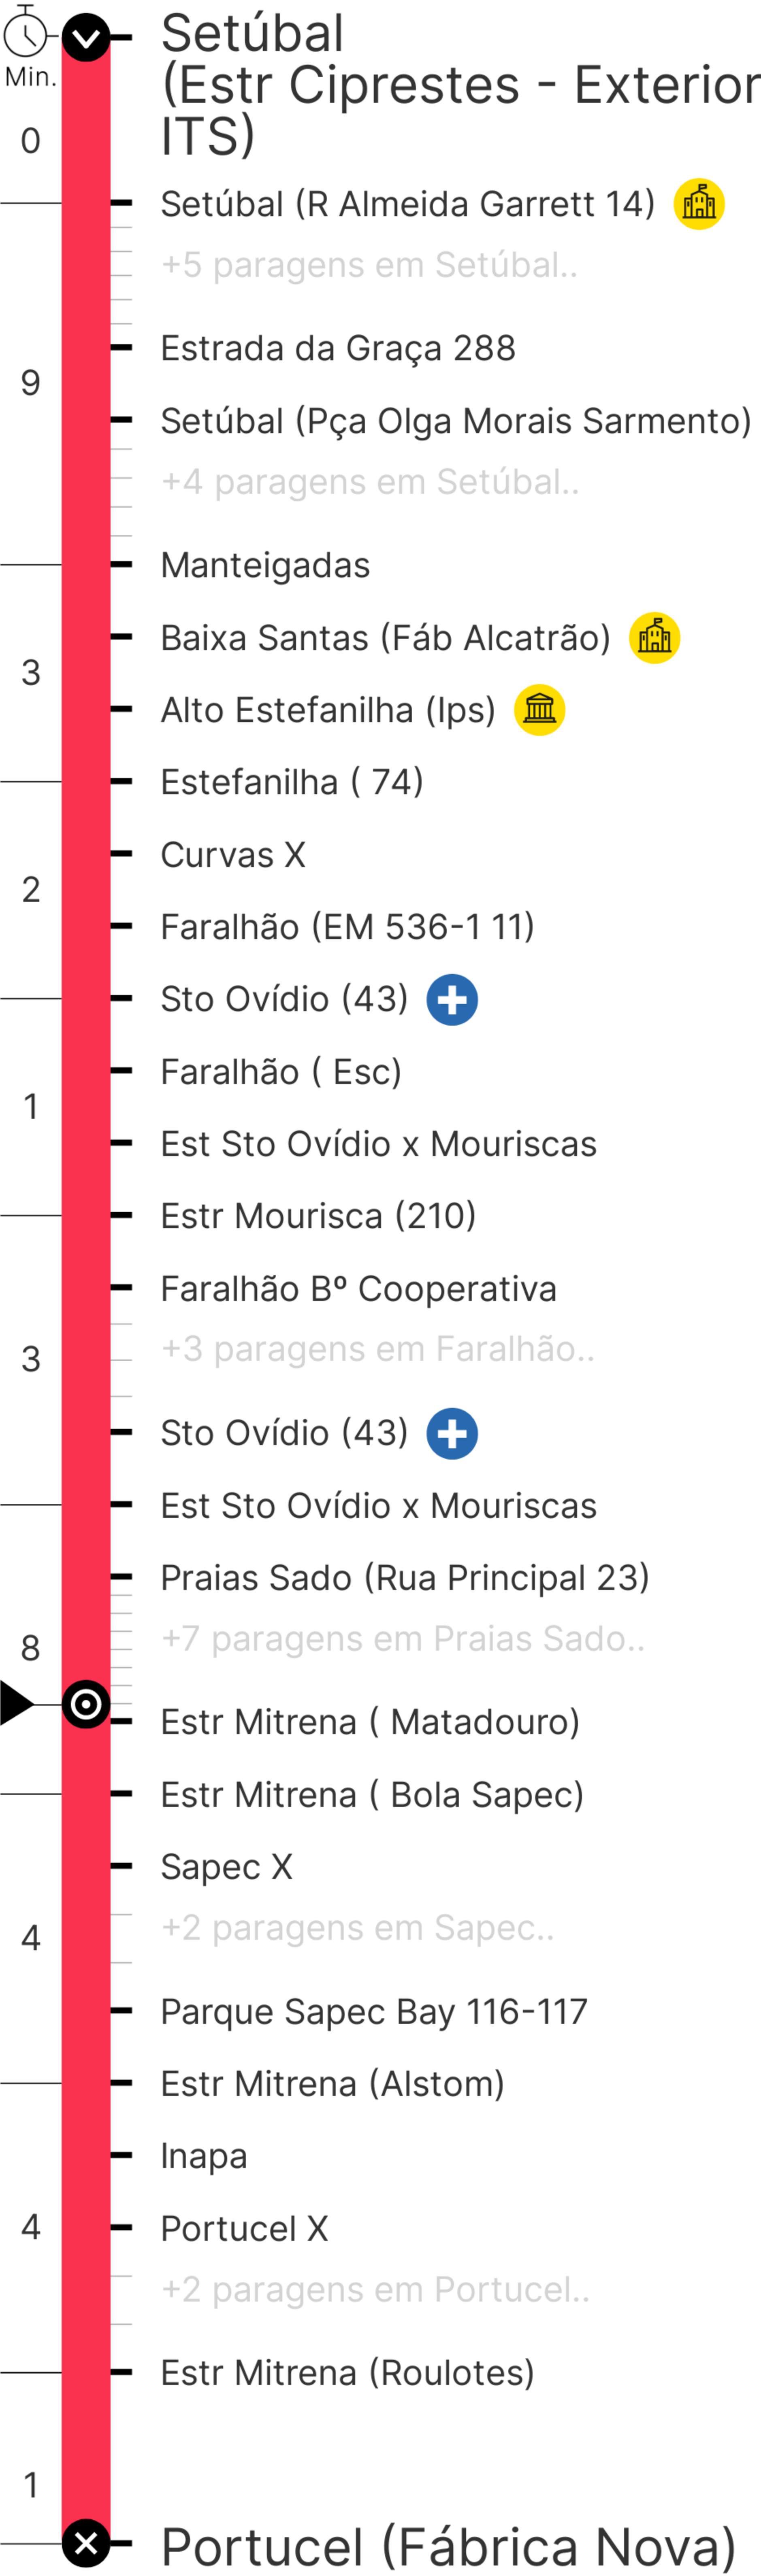 Setúbal
Min.
(Estr Ciprestes - Exterior
ITS)
0
Setúbal (R Almeida Garrett 14)
+5 paragens em Setúbal..
Estrada da Graça 288
9
Setúbal (Pça Olga Morais Sarmento)
+4 paragens em Setúbal..
Manteigadas
Baixa Santas (Fáb Alcatrão)
3
Alto Estefanilha (Ips)
Estefanilha ( 74)
Curvas X
2
Faralhão (EM 536-1 11)
Sto Ovídio (43)
Faralhão ( Esc)
1
Est Sto Ovídio x Mouriscas
Estr Mourisca (210)
Faralhão Bº Cooperativa
+3 paragens em Faralhão..
3
Sto Ovídio (43)
Est Sto Ovídio x Mouriscas
Praias Sado (Rua Principal 23)
+7 paragens em Praias Sado..
8
Estr Mitrena ( Matadouro)
Estr Mitrena ( Bola Sapec)
Sapec X
+2 paragens em Sapec..
4
Parque Sapec Bay 116-117
Estr Mitrena (Alstom)
Inapa
4
Portucel X
+2 paragens em Portucel..
Estr Mitrena (Roulotes)
1
Portucel (Fábrica Nova)